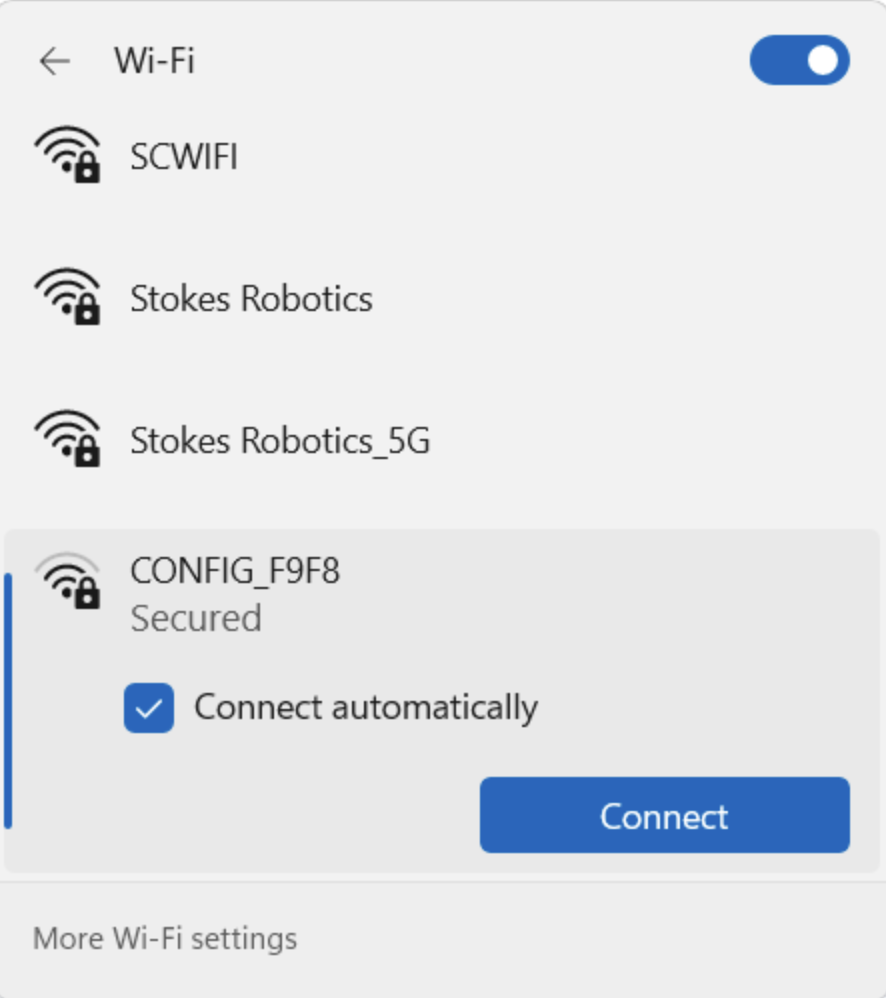 Wi-Fi
SCWIFI
Stokes Robotics
Stokes Robotics_5G
CONFIG_F9F8
Secured
Connect automatically
Connect
More Wi-Fi settings